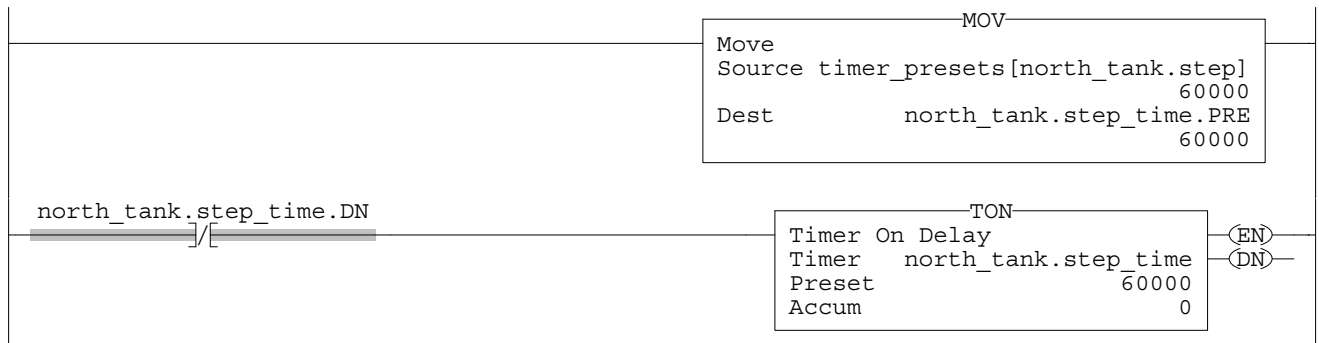 MOV
Move
Source timer_presets[north_tank.step]
60000
Dest north_tank.step_time.PRE
60000
north_tank.step_time.DN
TON
Timer On Delay
Timer north_tank.step_time
Preset 60000
Accum 0
EN
DN